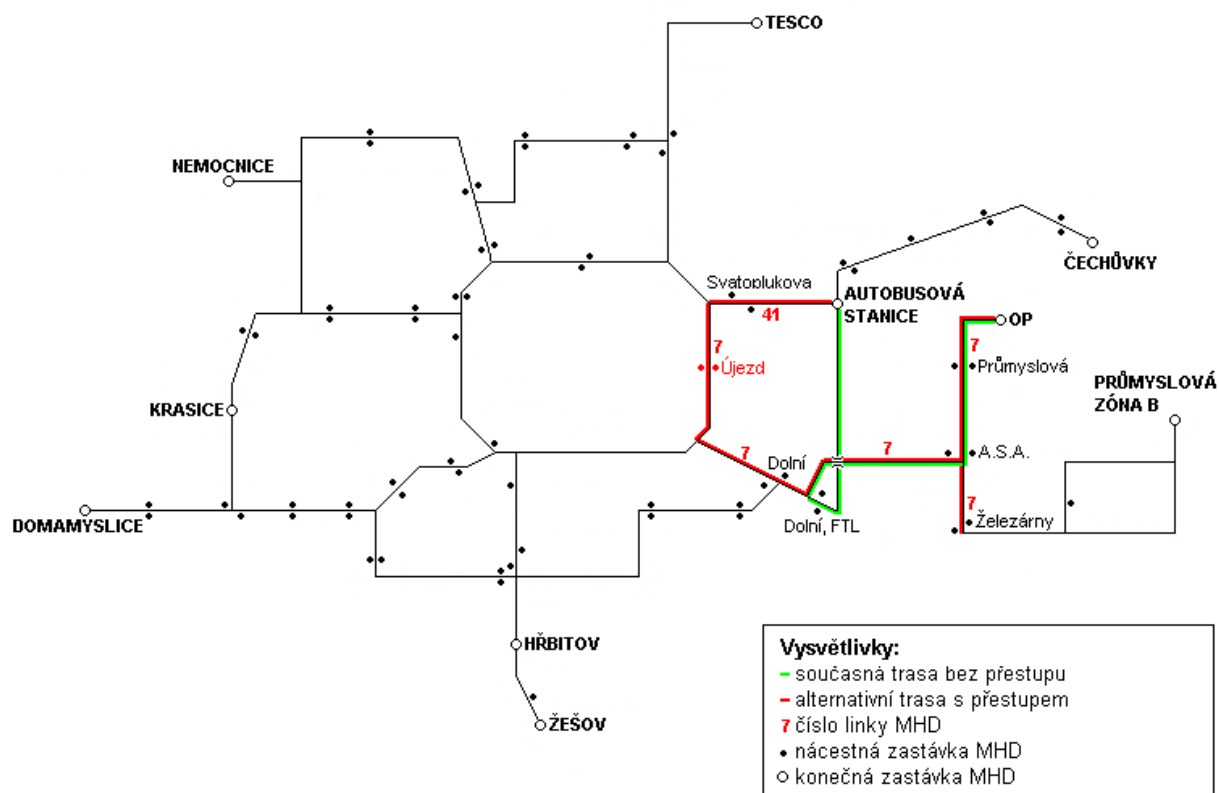 TESCO
NEMOCNICE
ČECHŮVKY
Svatoplukova
AUTOBUSOVÁ
STANICE
41
OP
7
7
Újezd
Průmyslová
PRŮMYSLOVÁ
ZÓNA B
KRASICE
7
7
A.S.A.
Dolní
DOMAMYSLICE
Dolní, FTL
7
Železárny
HŘBITOV
ŽEŠOV
Vysvětlivky:
současná trasa bez přestupu
alternativní trasa s přestupem
7 číslo linky MHD
nácestná zastávka MHD
konečná zastávka MHD